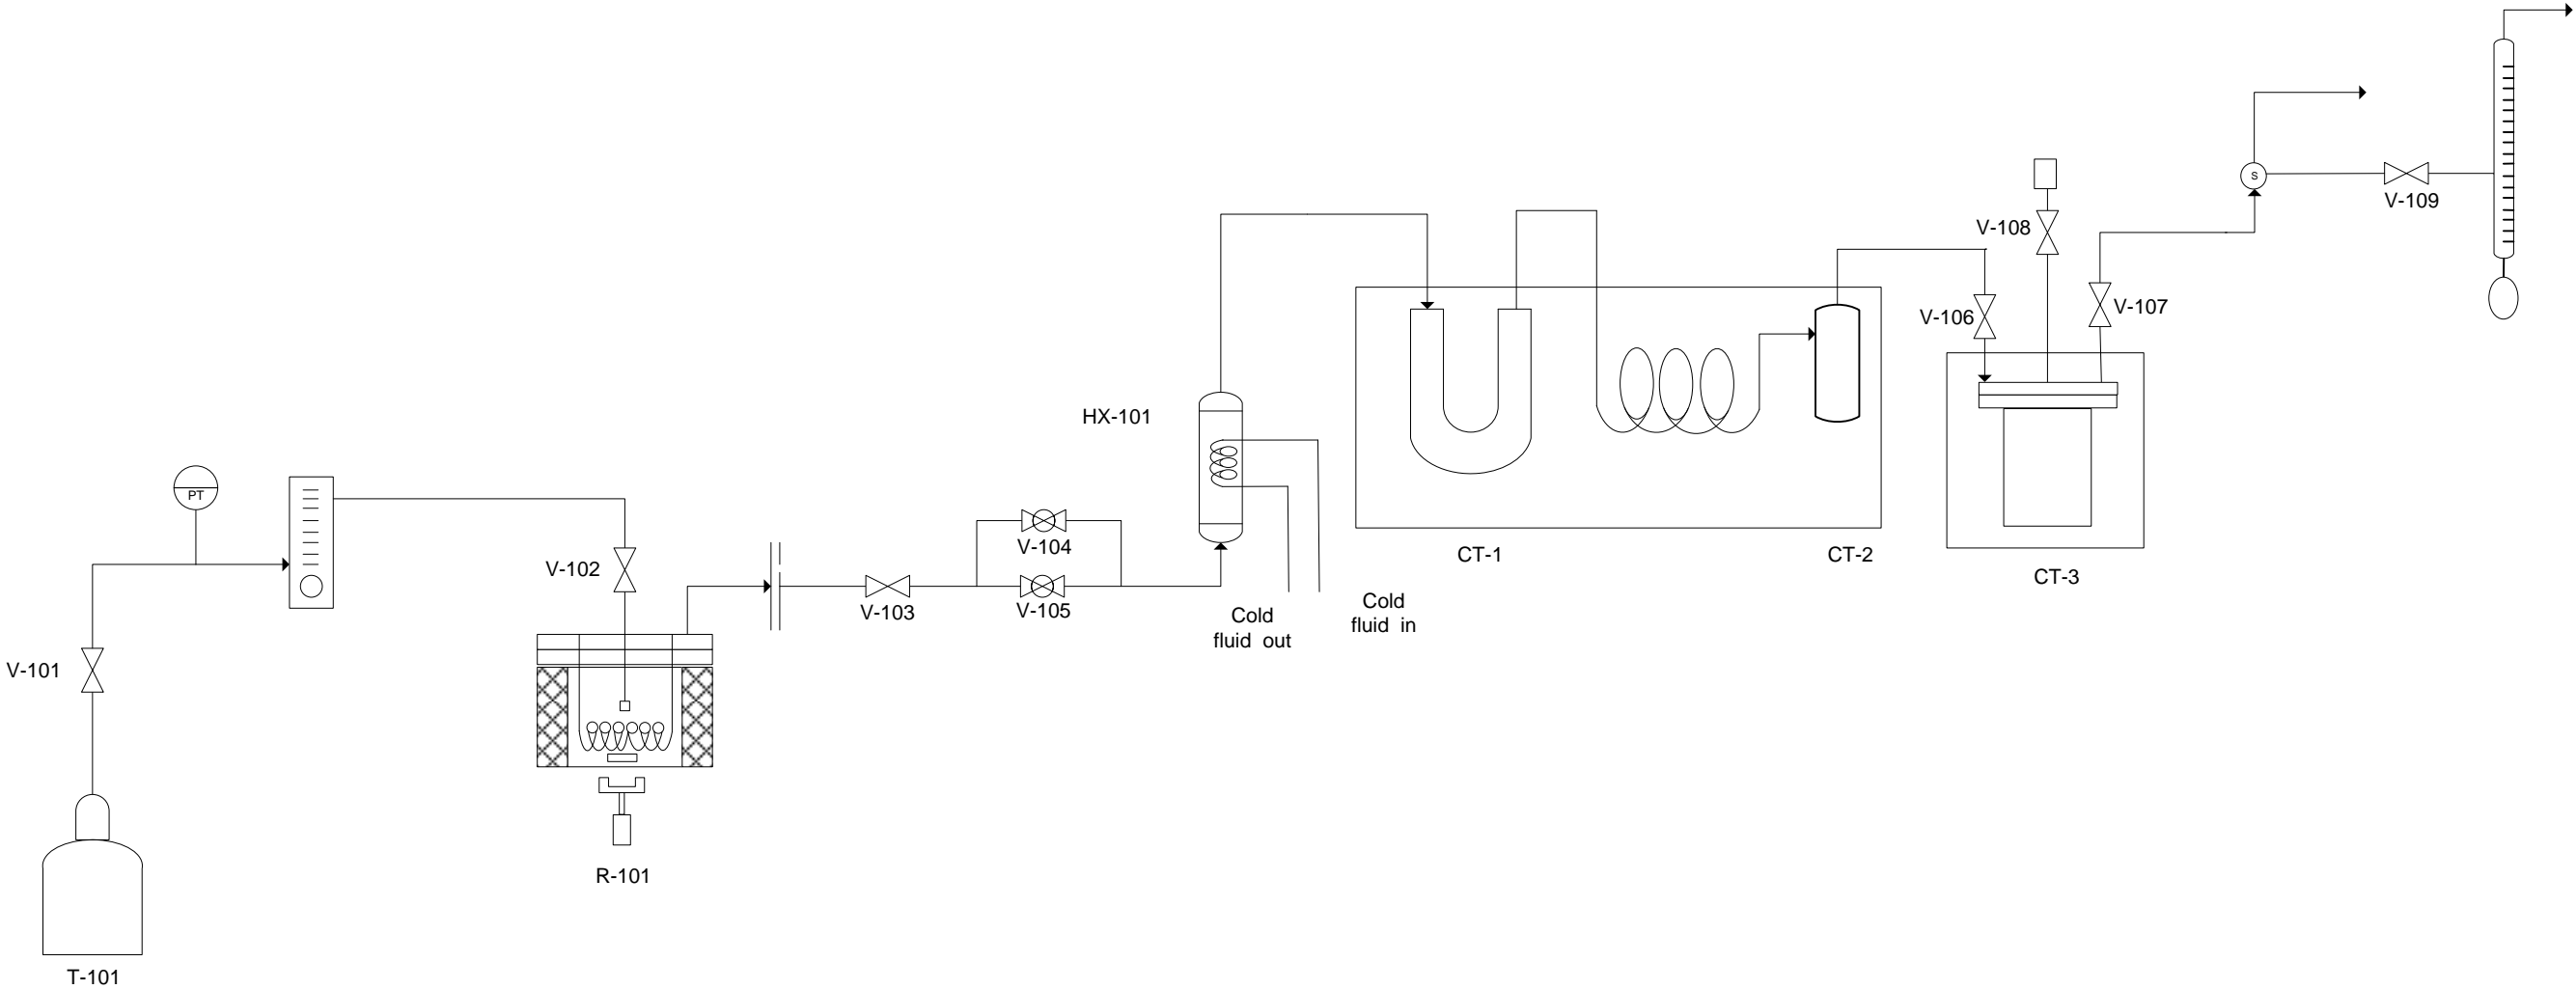 S
V-109
V-108
V-106
V-107
HX-101
PT
V-104
CT-1
CT-2
V-102
CT-3
V-103
V-105
Cold
fluid out
Cold
fluid in
V-101
R-101
T-101